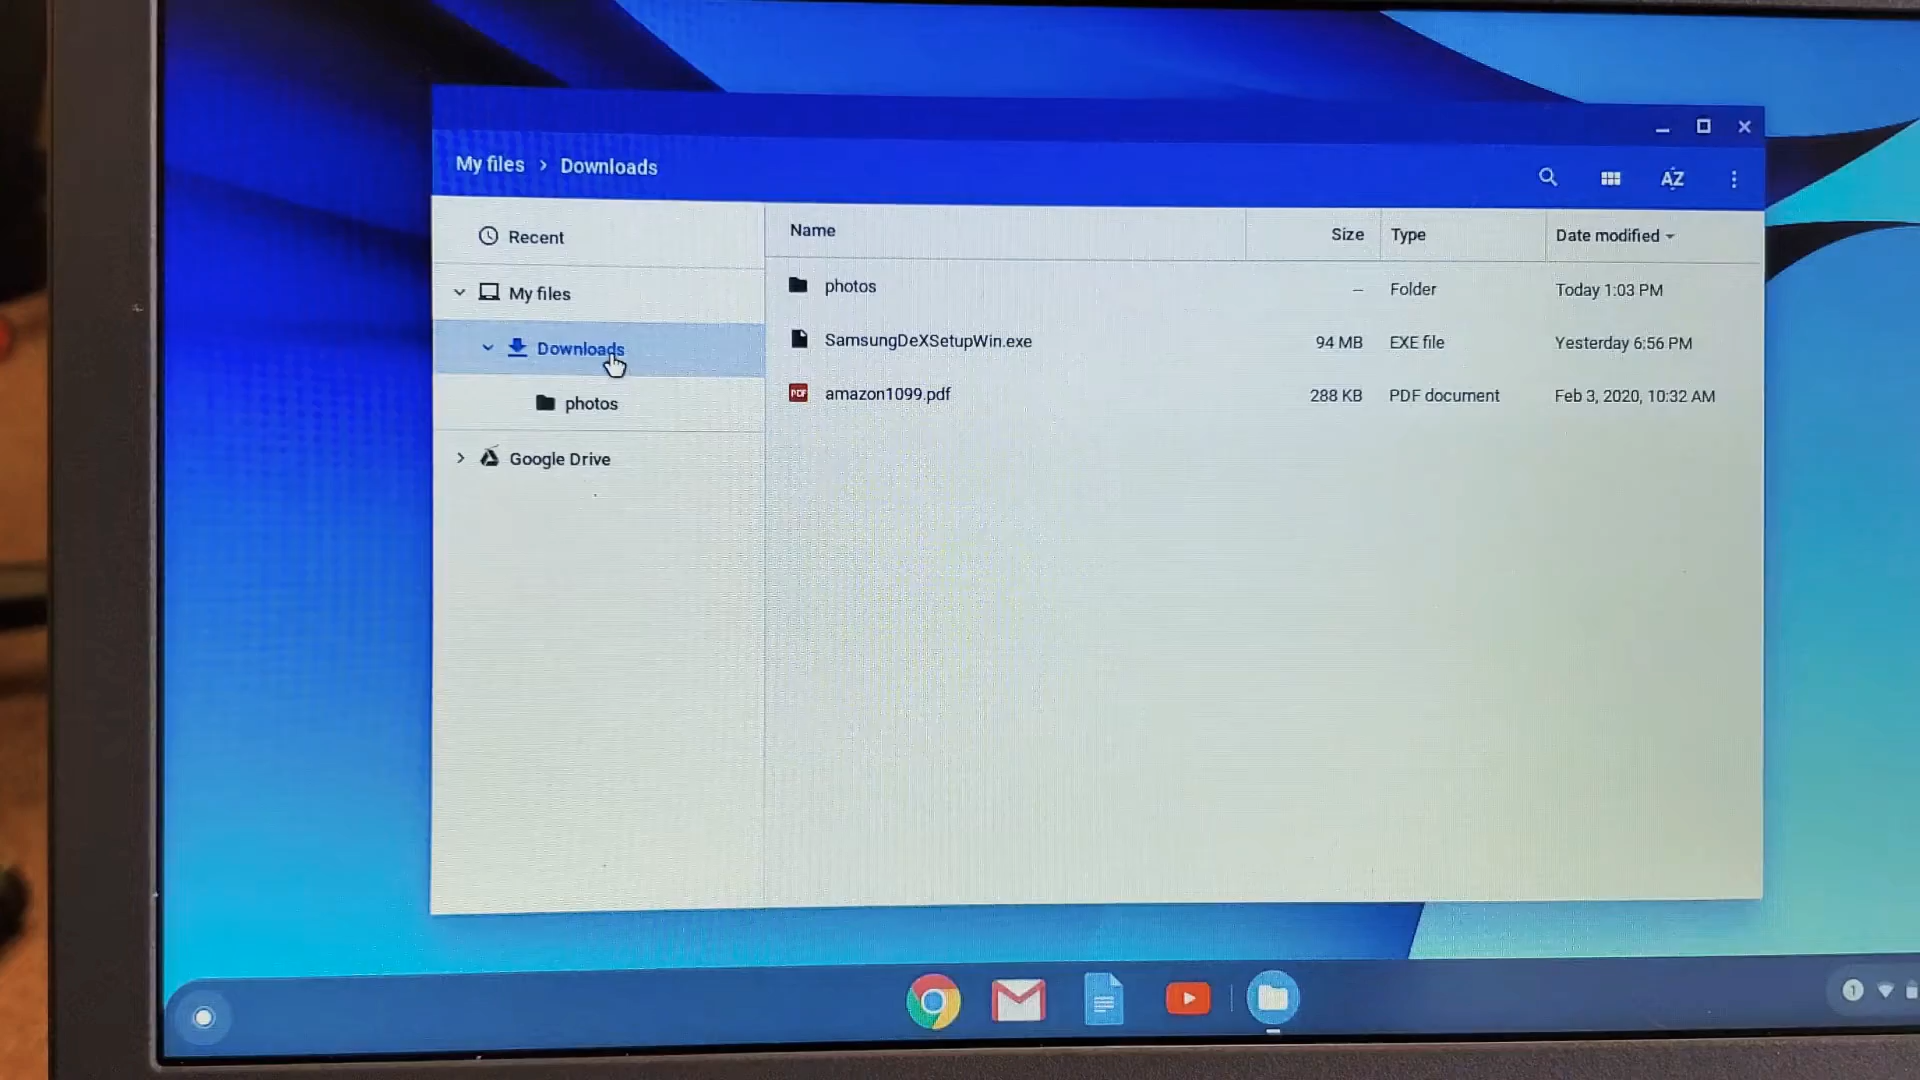 My files > Downloads
AZ
Recent
My files
Downloads
photos
Google Drive
Name Size Type Date modified
photos – Folder Today 1:03 PM
SamsungDeXSetupWin.exe 94 MB EXE file Yesterday 6:56 PM
PDF amazon1099.pdf 288 KB PDF document Feb 3, 2020, 10:32 AM
1